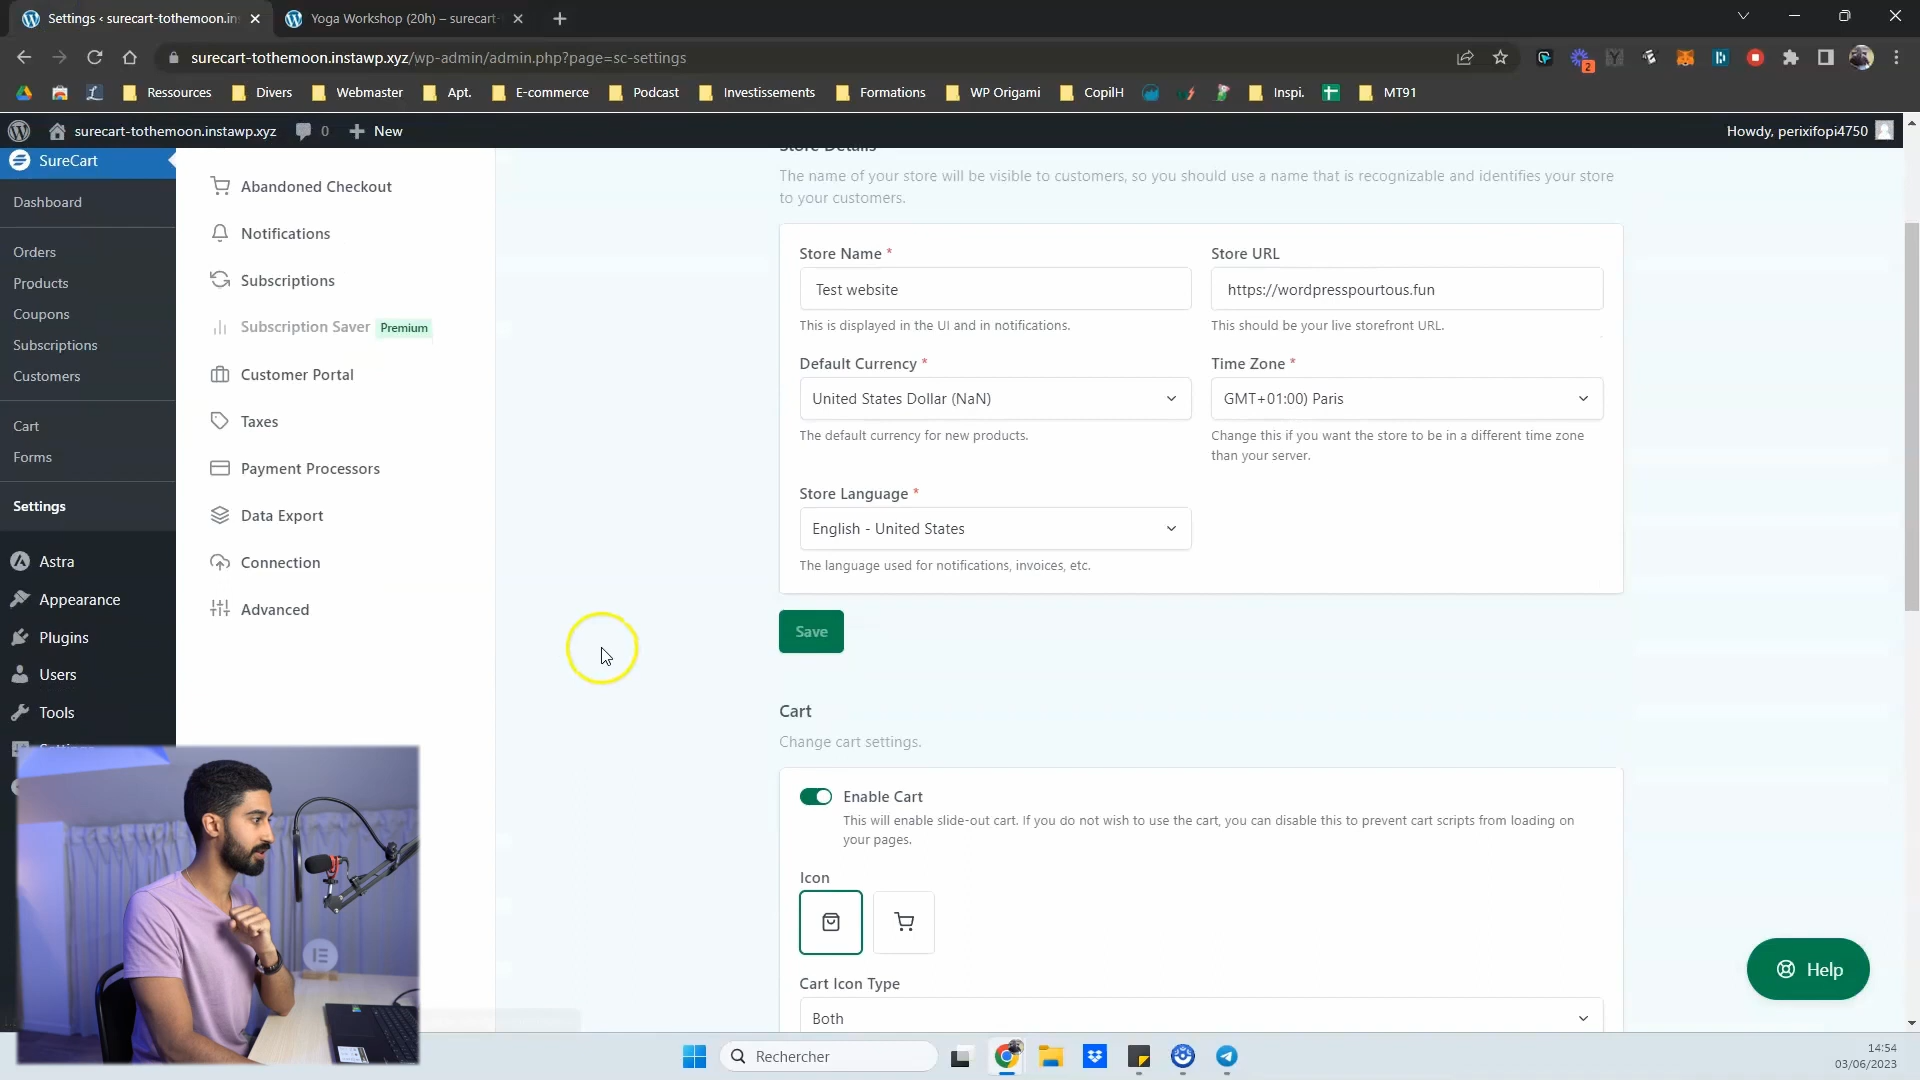 Settings ‹ surecart-tothemoon.in
Yoga Workshop (20h) – surecart-
surecart-tothemoon.instawp.xyz/wp-admin/admin.php?page=sc-settings
2
Ressources
Divers
Webmaster
Apt.
E-commerce
Podcast
Investissements
Formations
WP Origami
CopilH
Inspi.
MT91
surecart-tothemoon.instawp.xyz
0
New
Howdy, perixifopi4750
SureCart
Dashboard
Orders
Products
Coupons
Subscriptions
Customers
Cart
Forms
Settings
Astra
Appearance
Plugins
Users
Tools
Settings
Abandoned Checkout
Notifications
Subscriptions
Subscription Saver Premium
Customer Portal
Taxes
Payment Processors
Data Export
Connection
Advanced
Store Details
The name of your store will be visible to customers, so you should use a name that is recognizable and identifies your store
to your customers.
Store Name *
Test website
This is displayed in the UI and in notifications.
Store URL
https://wordpresspourtous.fun
This should be your live storefront URL.
Default Currency *
United States Dollar (NaN)
The default currency for new products.
Time Zone *
GMT+01:00) Paris
Change this if you want the store to be in a different time zone
than your server.
Store Language *
English - United States
The language used for notifications, invoices, etc.
Save
Cart
Change cart settings.
Enable Cart
This will enable slide-out cart. If you do not wish to use the cart, you can disable this to prevent cart scripts from loading on
your pages.
Icon
Cart Icon Type
Both
Help
Rechercher
14:54
03/06/2023